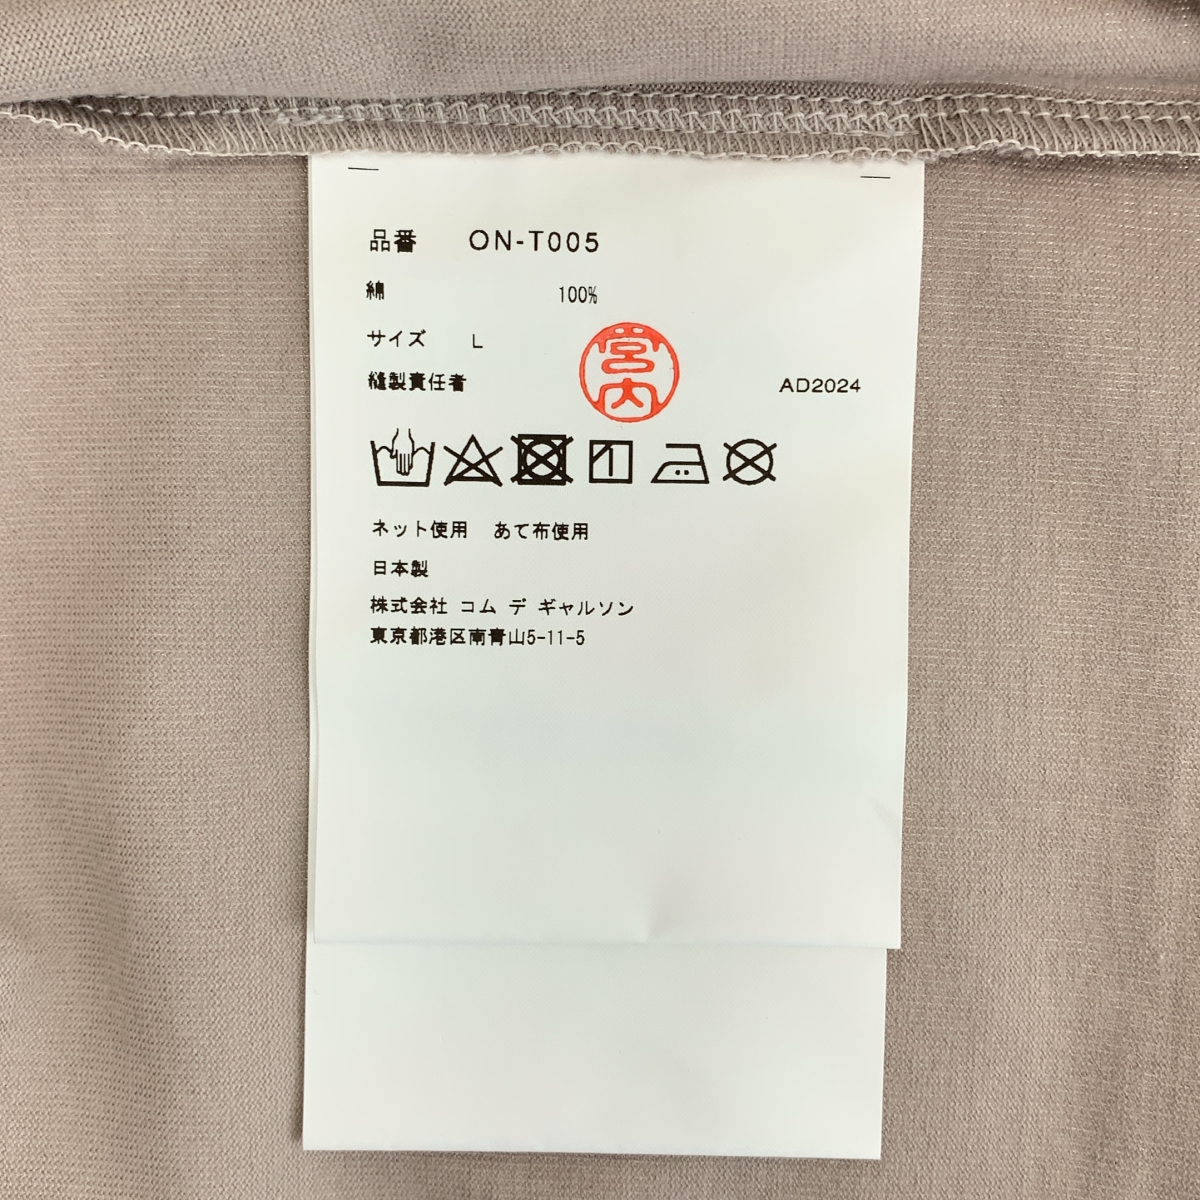 品番 ON-T005
綿 100%
サイズ L
縫製責任者 宮内 AD2024
ネット使用 あて布使用
日本製
株式会社 コム デ ギャルソン
東京都港区南青山5-11-5